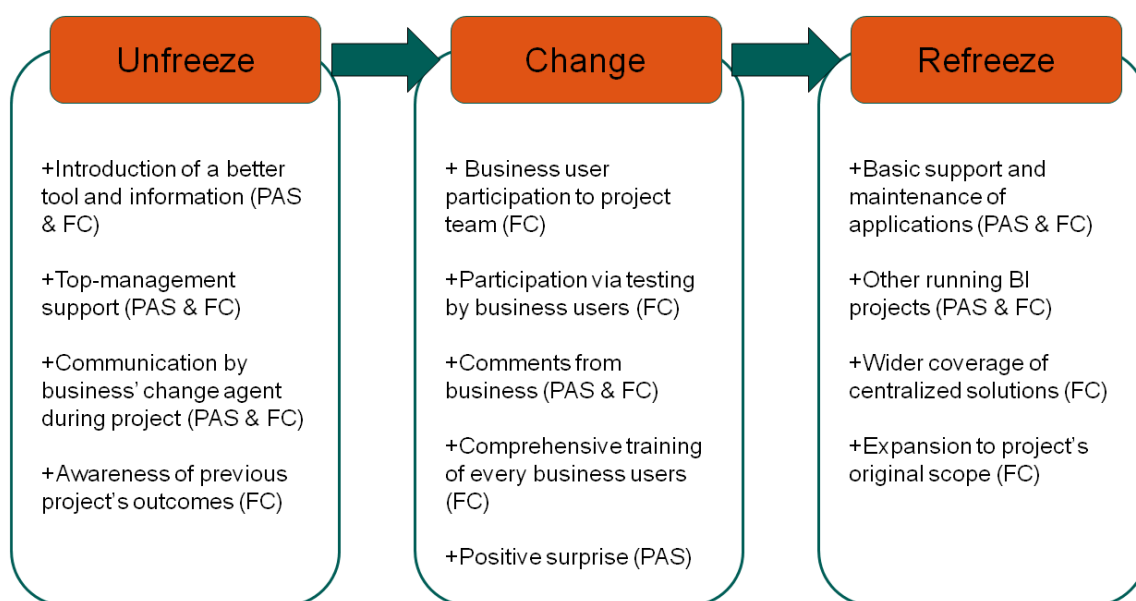 Unfreeze
+Introduction of a better
tool and information (PAS
& FC)
+Top-management
support (PAS & FC)
+Communication by
business’ change agent
during project (PAS & FC)
+Awareness of previous
project’s outcomes (FC)
Change
+ Business user
participation to project
team (FC)
+Participation via testing
by business users (FC)
+Comments from
business (PAS & FC)
+Comprehensive training
of every business users
(FC)
+Positive surprise (PAS)
Refreeze
+Basic support and
maintenance of
applications (PAS & FC)
+Other running BI
projects (PAS & FC)
+Wider coverage of
centralized solutions (FC)
+Expansion to project’s
original scope (FC)